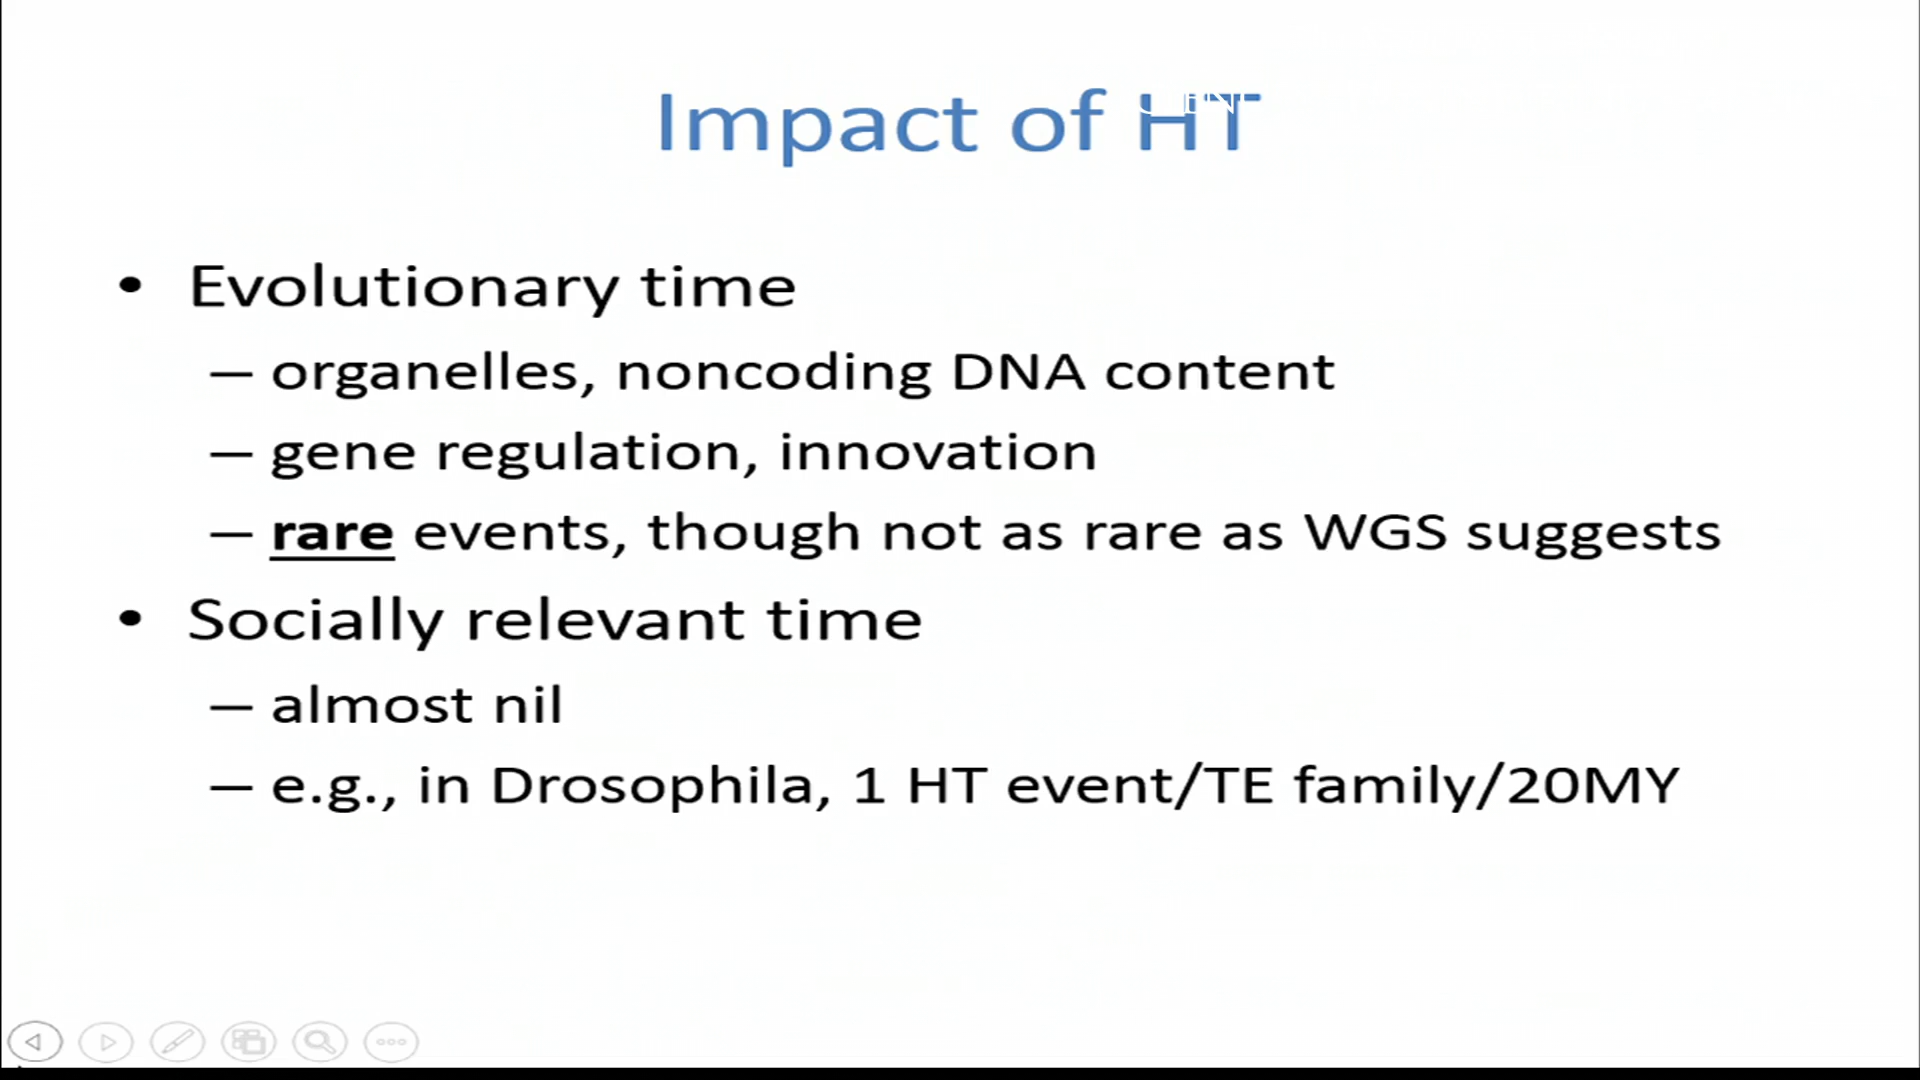 Impact of HT
• Evolutionary time
– organelles, noncoding DNA content
– gene regulation, innovation
– rare events, though not as rare as WGS suggests
• Socially relevant time
– almost nil
– e.g., in Drosophila, 1 HT event/TE family/20MY